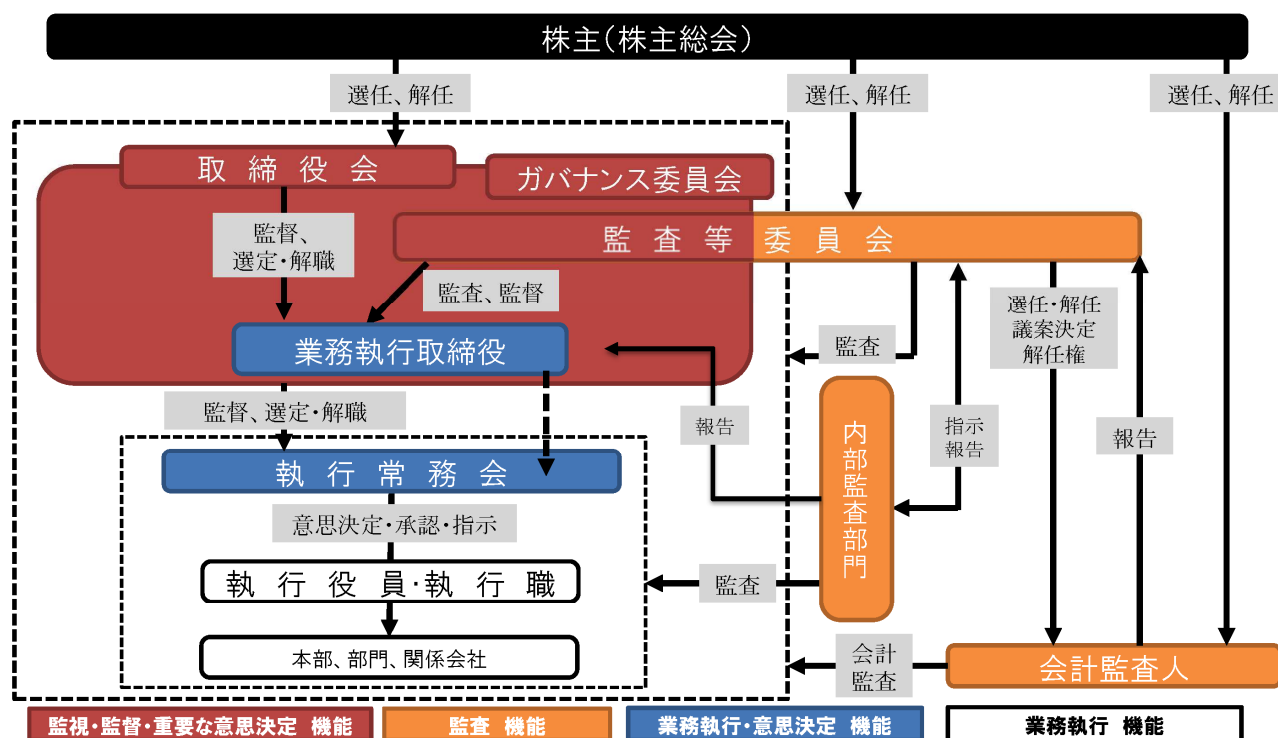 株主(株主総会)
選任、解任
選任、解任
選任、解任
取締役会
ガバナンス委員会
監査等委員会
監督、
選定・解職
監査、監督
選任・解任
議案決定
解任権
業務執行取締役
監査
監督、選定・解職
報告
内部監査部門
指示
報告
報告
執行常務会
意思決定・承認・指示
執行役員・執行職
監査
本部、部門、関係会社
会計
監査
会計監査人
監視・監督・重要な意思決定 機能
監査 機能
業務執行・意思決定 機能
業務執行 機能